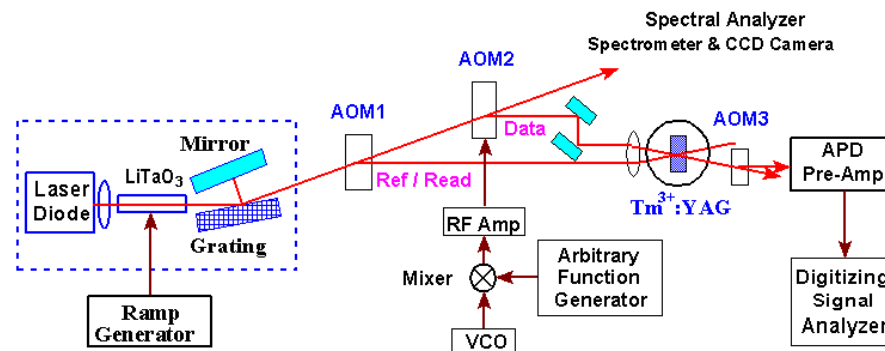 Spectral Analyzer
Spectrometer & CCD Camera
AOM2
AOM1
AOM3
Mirror
Data
LiTaO3
APD
Pre-Amp
Laser
Diode
Ref / Read
Tm3+:YAG
RF Amp
Grating
Mixer
Arbitrary
Function
Generator
Digitizing
Signal
Analyzer
Ramp
Generator
VCO